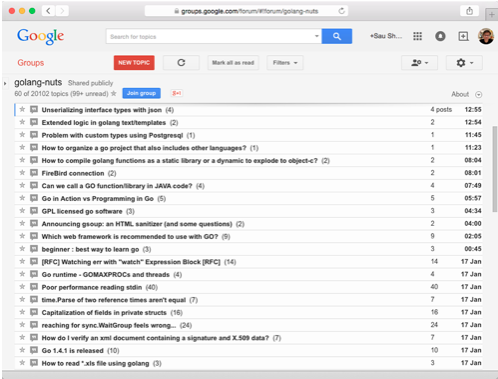 groups.google.com/forum/#!forum/golang-nuts
Google
Search for topics
+Sau Sh...
Groups
NEW TOPIC
Mark all as read
Filters
golang-nuts · Shared publicly
60 of 20102 topics (99+ unread)
Join group
g+1
About
Unserializing interface types with json (4) 4 posts 12:55
Extended logic in golang text/templates (2) 2 12:54
Problem with custom types using Postgresql (1) 1 11:45
How to organize a go project that also includes other languages? (1) 1 11:23
How to compile golang functions as a static library or a dynamic to explode to object-c? (2) 2 08:04
FireBird connection (2) 2 08:01
Can we call a GO function/library in JAVA code? (4) 4 07:49
Go in Action vs Programming in Go (5) 5 05:57
GPL licensed go software (3) 3 04:34
Announcing gsoup: an HTML sanitizer (and some questions) (2) 2 04:00
Which web framework is recommended to use with GO? (9) 9 02:05
beginner : best way to learn go (3) 3 00:45
[RFC] Watching err with "watch" Expression Block [RFC] (14) 14 17 Jan
Go runtime - GOMAXPROCs and threads (4) 4 17 Jan
Poor performance reading stdin (40) 40 17 Jan
time.Parse of two reference times aren't equal (7) 7 17 Jan
Capitalization of fields in private structs (16) 16 17 Jan
reaching for sync.WaitGroup feels wrong... (24) 24 17 Jan
How do I verify an xml document containing a signature and X.509 data? (7) 7 17 Jan
Go 1.4.1 is released (10) 10 17 Jan
How to read *.xls file using golang (3) 3 17 Jan